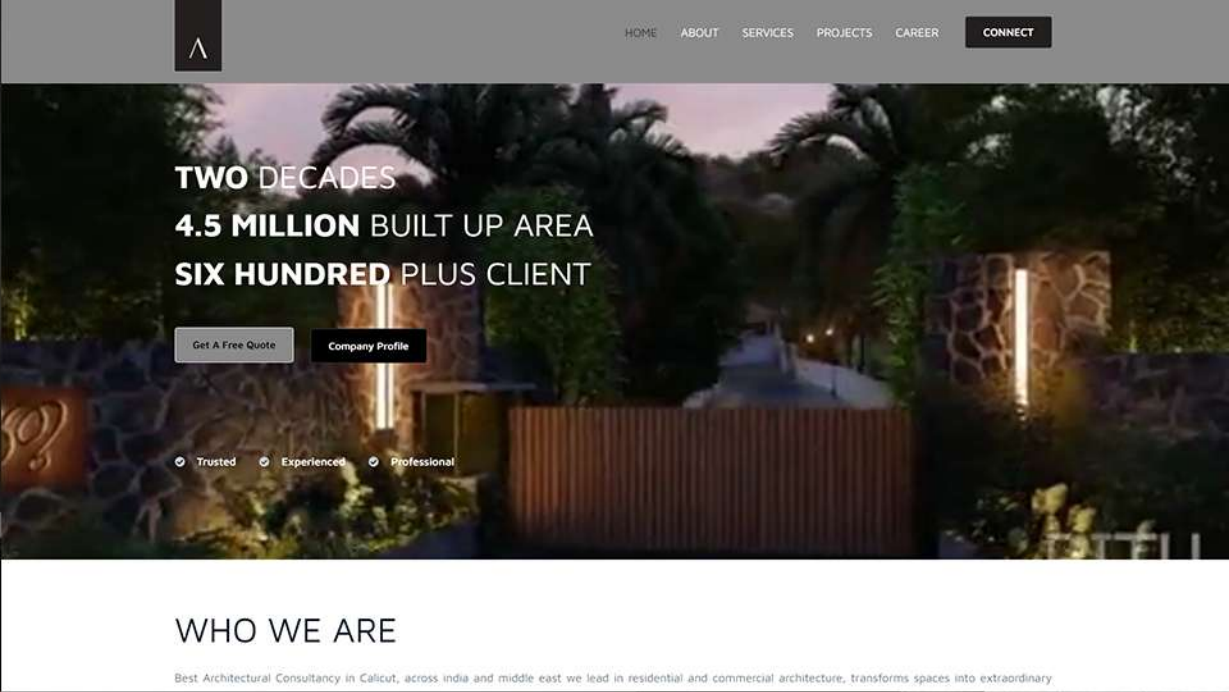 Λ
HOME ABOUT SERVICES PROJECTS CAREER CONNECT
TWO DECADES
4.5 MILLION BUILT UP AREA
SIX HUNDRED PLUS CLIENT
Get A Free Quote Company Profile
Trusted Experienced Professional
WHO WE ARE
Best Architectural Consultancy in Calicut, across india and middle east we lead in residential and commercial architecture, transforms spaces into extraordinary